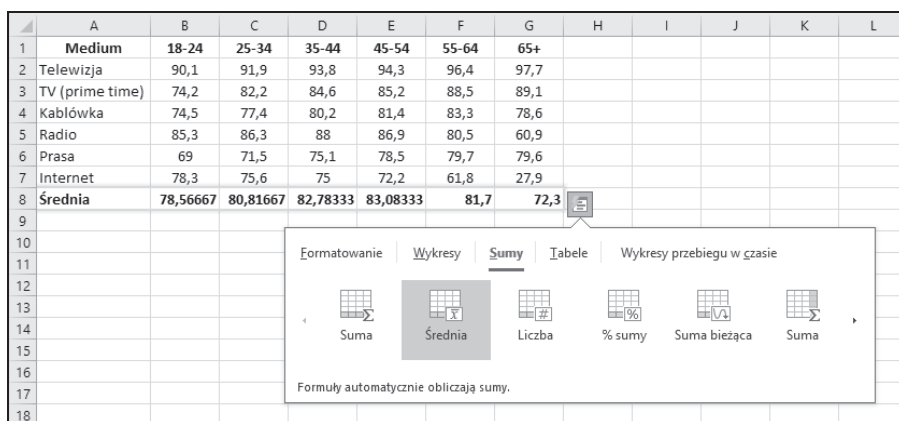 A B C D E F G H I J K L
1 Medium 18-24 25-34 35-44 45-54 55-64 65+
2 Telewizja 90,1 91,9 93,8 94,3 96,4 97,7
3 TV (prime time) 74,2 82,2 84,6 85,2 88,5 89,1
4 Kablówka 74,5 77,4 80,2 81,4 83,3 78,6
5 Radio 85,3 86,3 88 86,9 80,5 60,9
6 Prasa 69 71,5 75,1 78,5 79,7 79,6
7 Internet 78,3 75,6 75 72,2 61,8 27,9
8 Średnia 78,56667 80,81667 82,78333 83,08333 81,7 72,3
9
10
11 Formatowanie Wykresy Sumy Tabele Wykresy przebiegu w czasie
12
13
14
15 Suma Średnia Liczba % sumy Suma bieżąca Suma
16
17 Formuły automatycznie obliczają sumy.
18